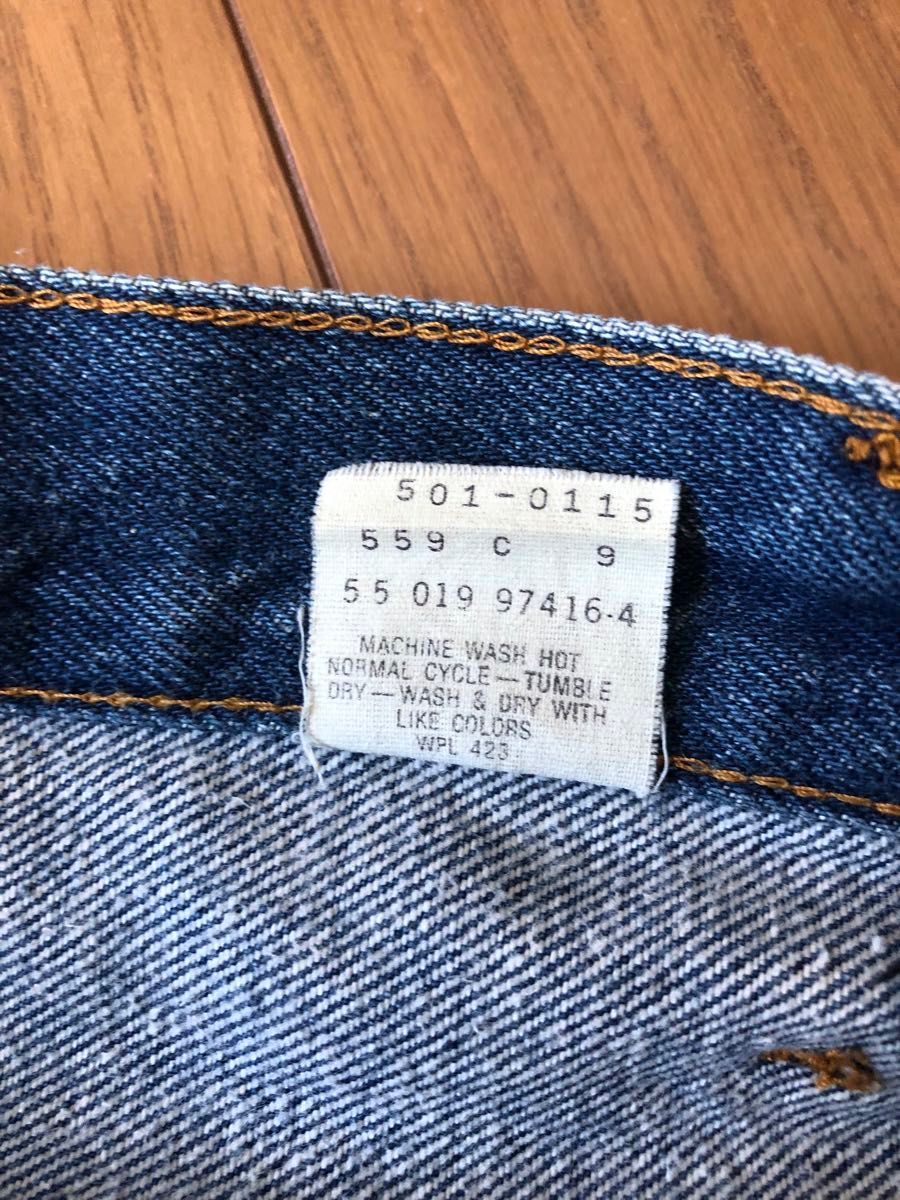 501-0115
559 C 9
55 019 97416-4
MACHINE WASH HOT
NORMAL CYCLE—TUMBLE
DRY—WASH & DRY WITH
LIKE COLORS
WPL 423